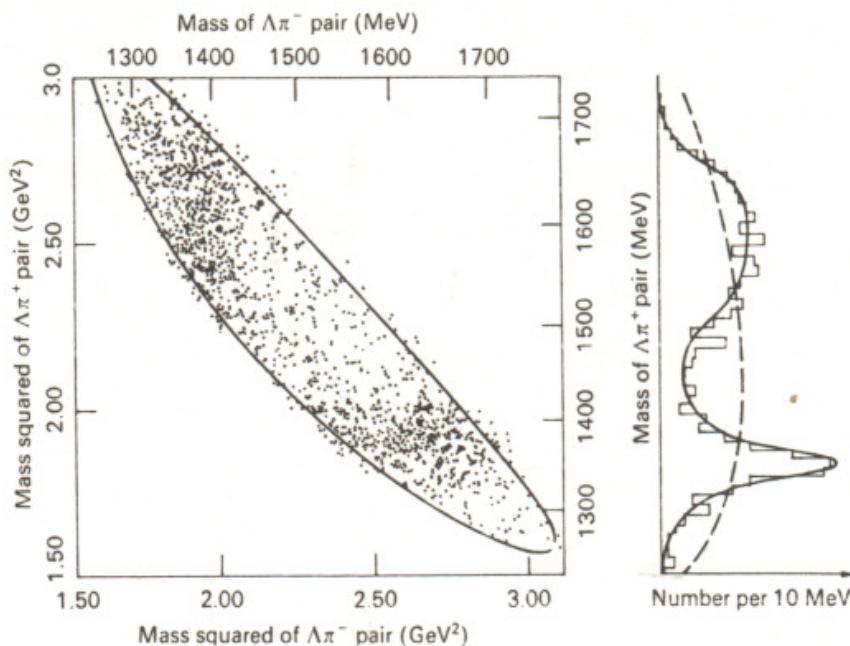 Mass of Λπ⁻ pair (MeV)
1300 1400 1500 1600 1700
Mass squared of Λπ⁺ pair (GeV²)
3.0
2.50
2.00
1.50
1700
1600
1500
1400
1300
1.50 2.00 2.50 3.00
Mass squared of Λπ⁻ pair (GeV²)
Mass of Λπ⁺ pair (MeV)
Number per 10 MeV